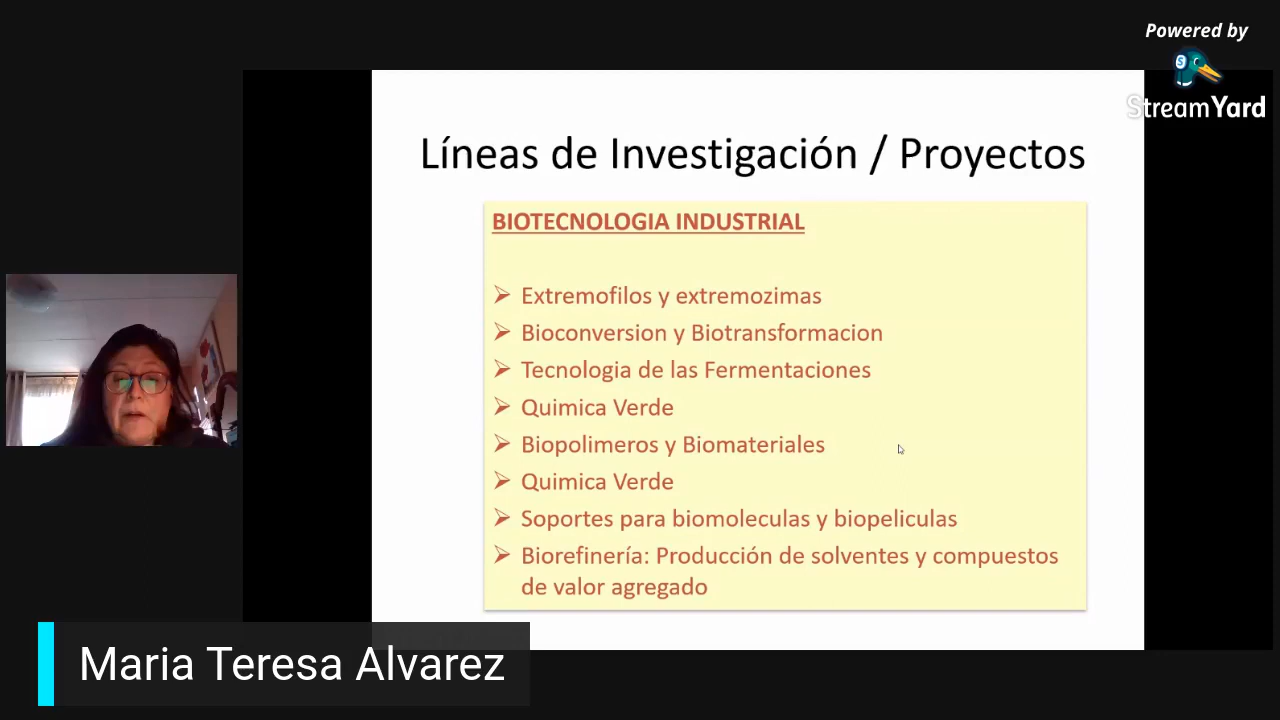 Powered by
StreamYard
Líneas de Investigación / Proyectos
BIOTECNOLOGIA INDUSTRIAL
Extremofilos y extremozimas
Bioconversion y Biotransformacion
Tecnologia de las Fermentaciones
Quimica Verde
Biopolimeros y Biomateriales
Quimica Verde
Soportes para biomoleculas y biopeliculas
Biorefinería: Producción de solventes y compuestos
de valor agregado
Maria Teresa Alvarez